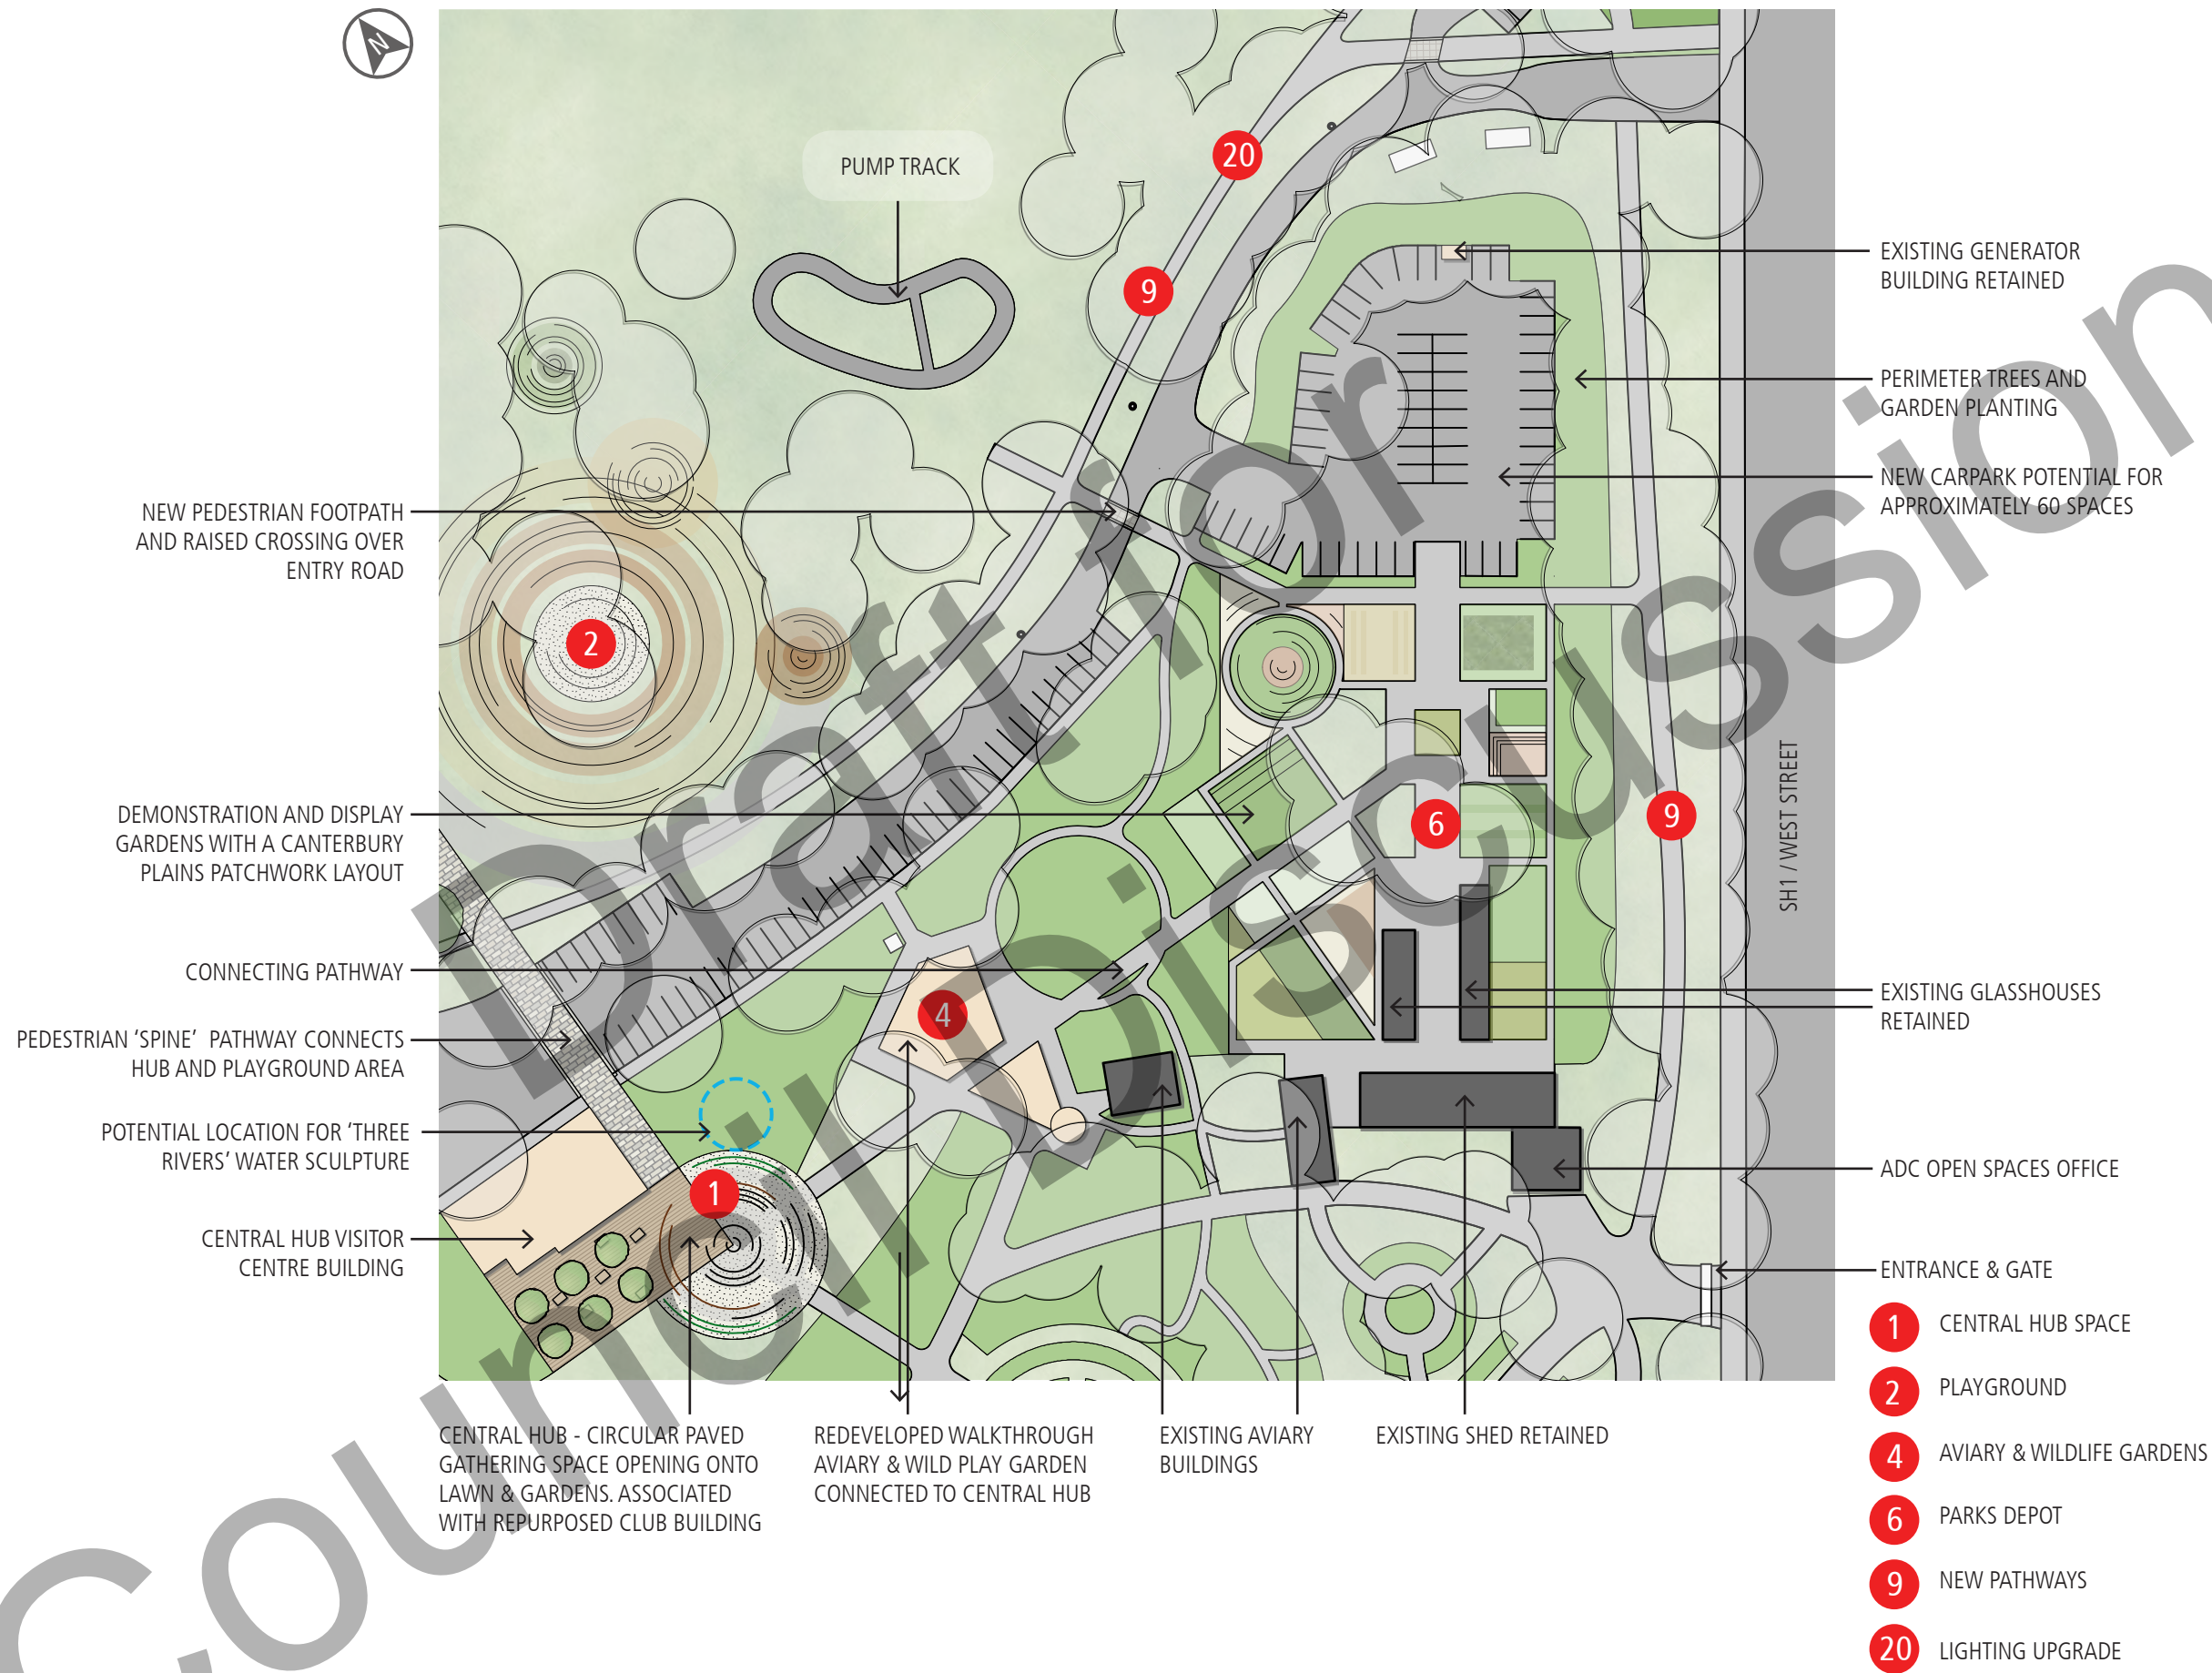 N
PUMP TRACK
20
9
2
6
9
4
1
NEW PEDESTRIAN FOOTPATH
AND RAISED CROSSING OVER
ENTRY ROAD
DEMONSTRATION AND DISPLAY
GARDENS WITH A CANTERBURY
PLAINS PATCHWORK LAYOUT
CONNECTING PATHWAY
PEDESTRIAN ‘SPINE’ PATHWAY CONNECTS
HUB AND PLAYGROUND AREA
POTENTIAL LOCATION FOR ‘THREE
RIVERS’ WATER SCULPTURE
CENTRAL HUB VISITOR
CENTRE BUILDING
EXISTING GENERATOR
BUILDING RETAINED
PERIMETER TREES AND
GARDEN PLANTING
NEW CARPARK POTENTIAL FOR
APPROXIMATELY 60 SPACES
SH1 / WEST STREET
EXISTING GLASSHOUSES
RETAINED
ADC OPEN SPACES OFFICE
ENTRANCE & GATE
CENTRAL HUB - CIRCULAR PAVED
GATHERING SPACE OPENING ONTO
LAWN & GARDENS. ASSOCIATED
WITH REPURPOSED CLUB BUILDING
REDEVELOPED WALKTHROUGH
AVIARY & WILD PLAY GARDEN
CONNECTED TO CENTRAL HUB
EXISTING AVIARY
BUILDINGS
EXISTING SHED RETAINED
1 CENTRAL HUB SPACE
2 PLAYGROUND
4 AVIARY & WILDLIFE GARDENS
6 PARKS DEPOT
9 NEW PATHWAYS
20 LIGHTING UPGRADE
Draft for
Council Discussion